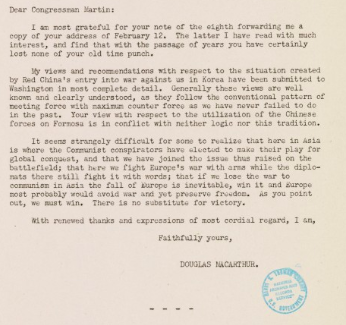 Dear Congressman Martin:
I am most grateful for your note of the eighth forwarding me a
copy of your address of February 12. The latter I have read with much
interest, and find that with the passage of years you have certainly
lost none of your old time punch.
My views and recommendations with respect to the situation created
by Red China's entry into war against us in Korea have been submitted to
Washington in most complete detail. Generally these views are well
known and clearly understood, as they follow the conventional pattern of
meeting force with maximum counter force as we have never failed to do
in the past. Your view with respect to the utilization of the Chinese
forces on Formosa is in conflict with neither logic nor this tradition.
It seems strangely difficult for some to realize that here in Asia
is where the Communist conspirators have elected to make their play for
global conquest, and that we have joined the issue thus raised on the
battlefield; that here we fight Europe's war with arms while the diplo-
mats there still fight it with words; that if we lose the war to
communism in Asia the fall of Europe is inevitable, win it and Europe
most probably would avoid war and yet preserve freedom. As you point
out, we must win. There is no substitute for victory.
With renewed thanks and expressions of most cordial regard, I am,
Faithfully yours,
DOUGLAS MACARTHUR.
HARRY S. TRUMAN LIBRARY
- - - -